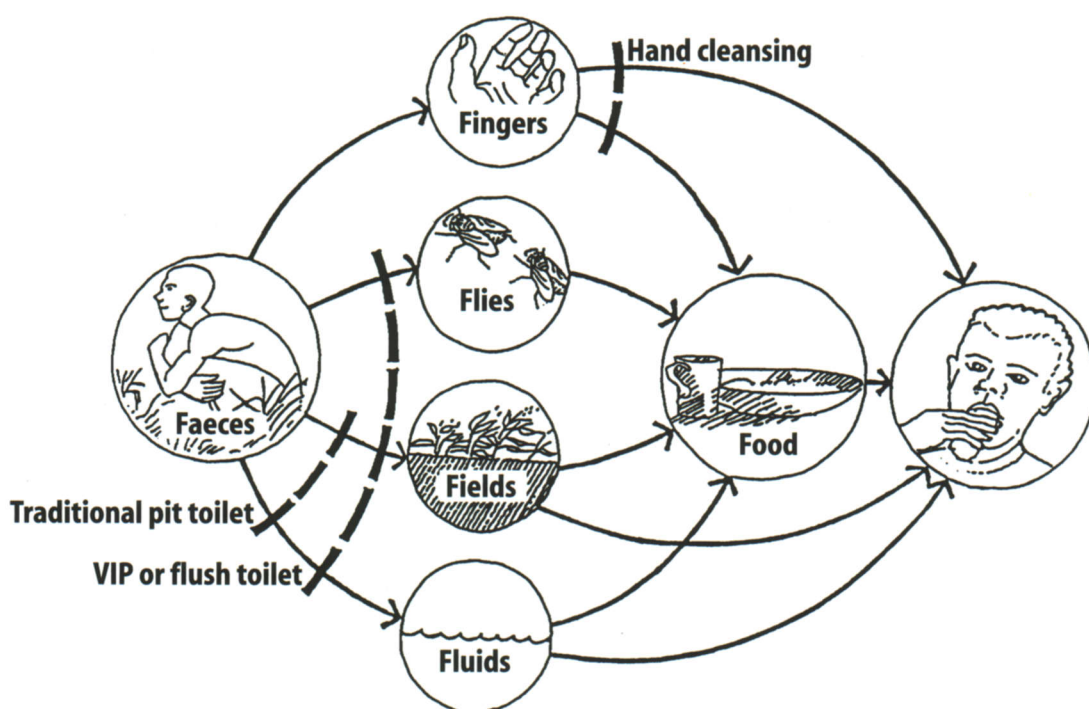 Hand cleansing
Fingers
Flies
Faeces
Food
Fields
Traditional pit toilet
VIP or flush toilet
Fluids